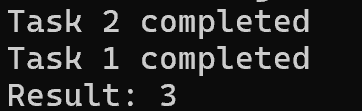 Task 2 completed
Task 1 completed
Result: 3